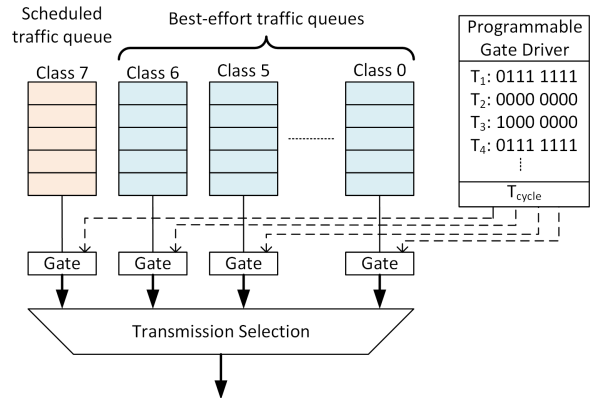 Scheduled
traffic queue
Best-effort traffic queues
Class 7
Class 6
Class 5
Class 0
Programmable
Gate Driver
T1: 0111 1111
T2: 0000 0000
T3: 1000 0000
T4: 0111 1111
Tcycle
Gate
Gate
Gate
Gate
Transmission Selection